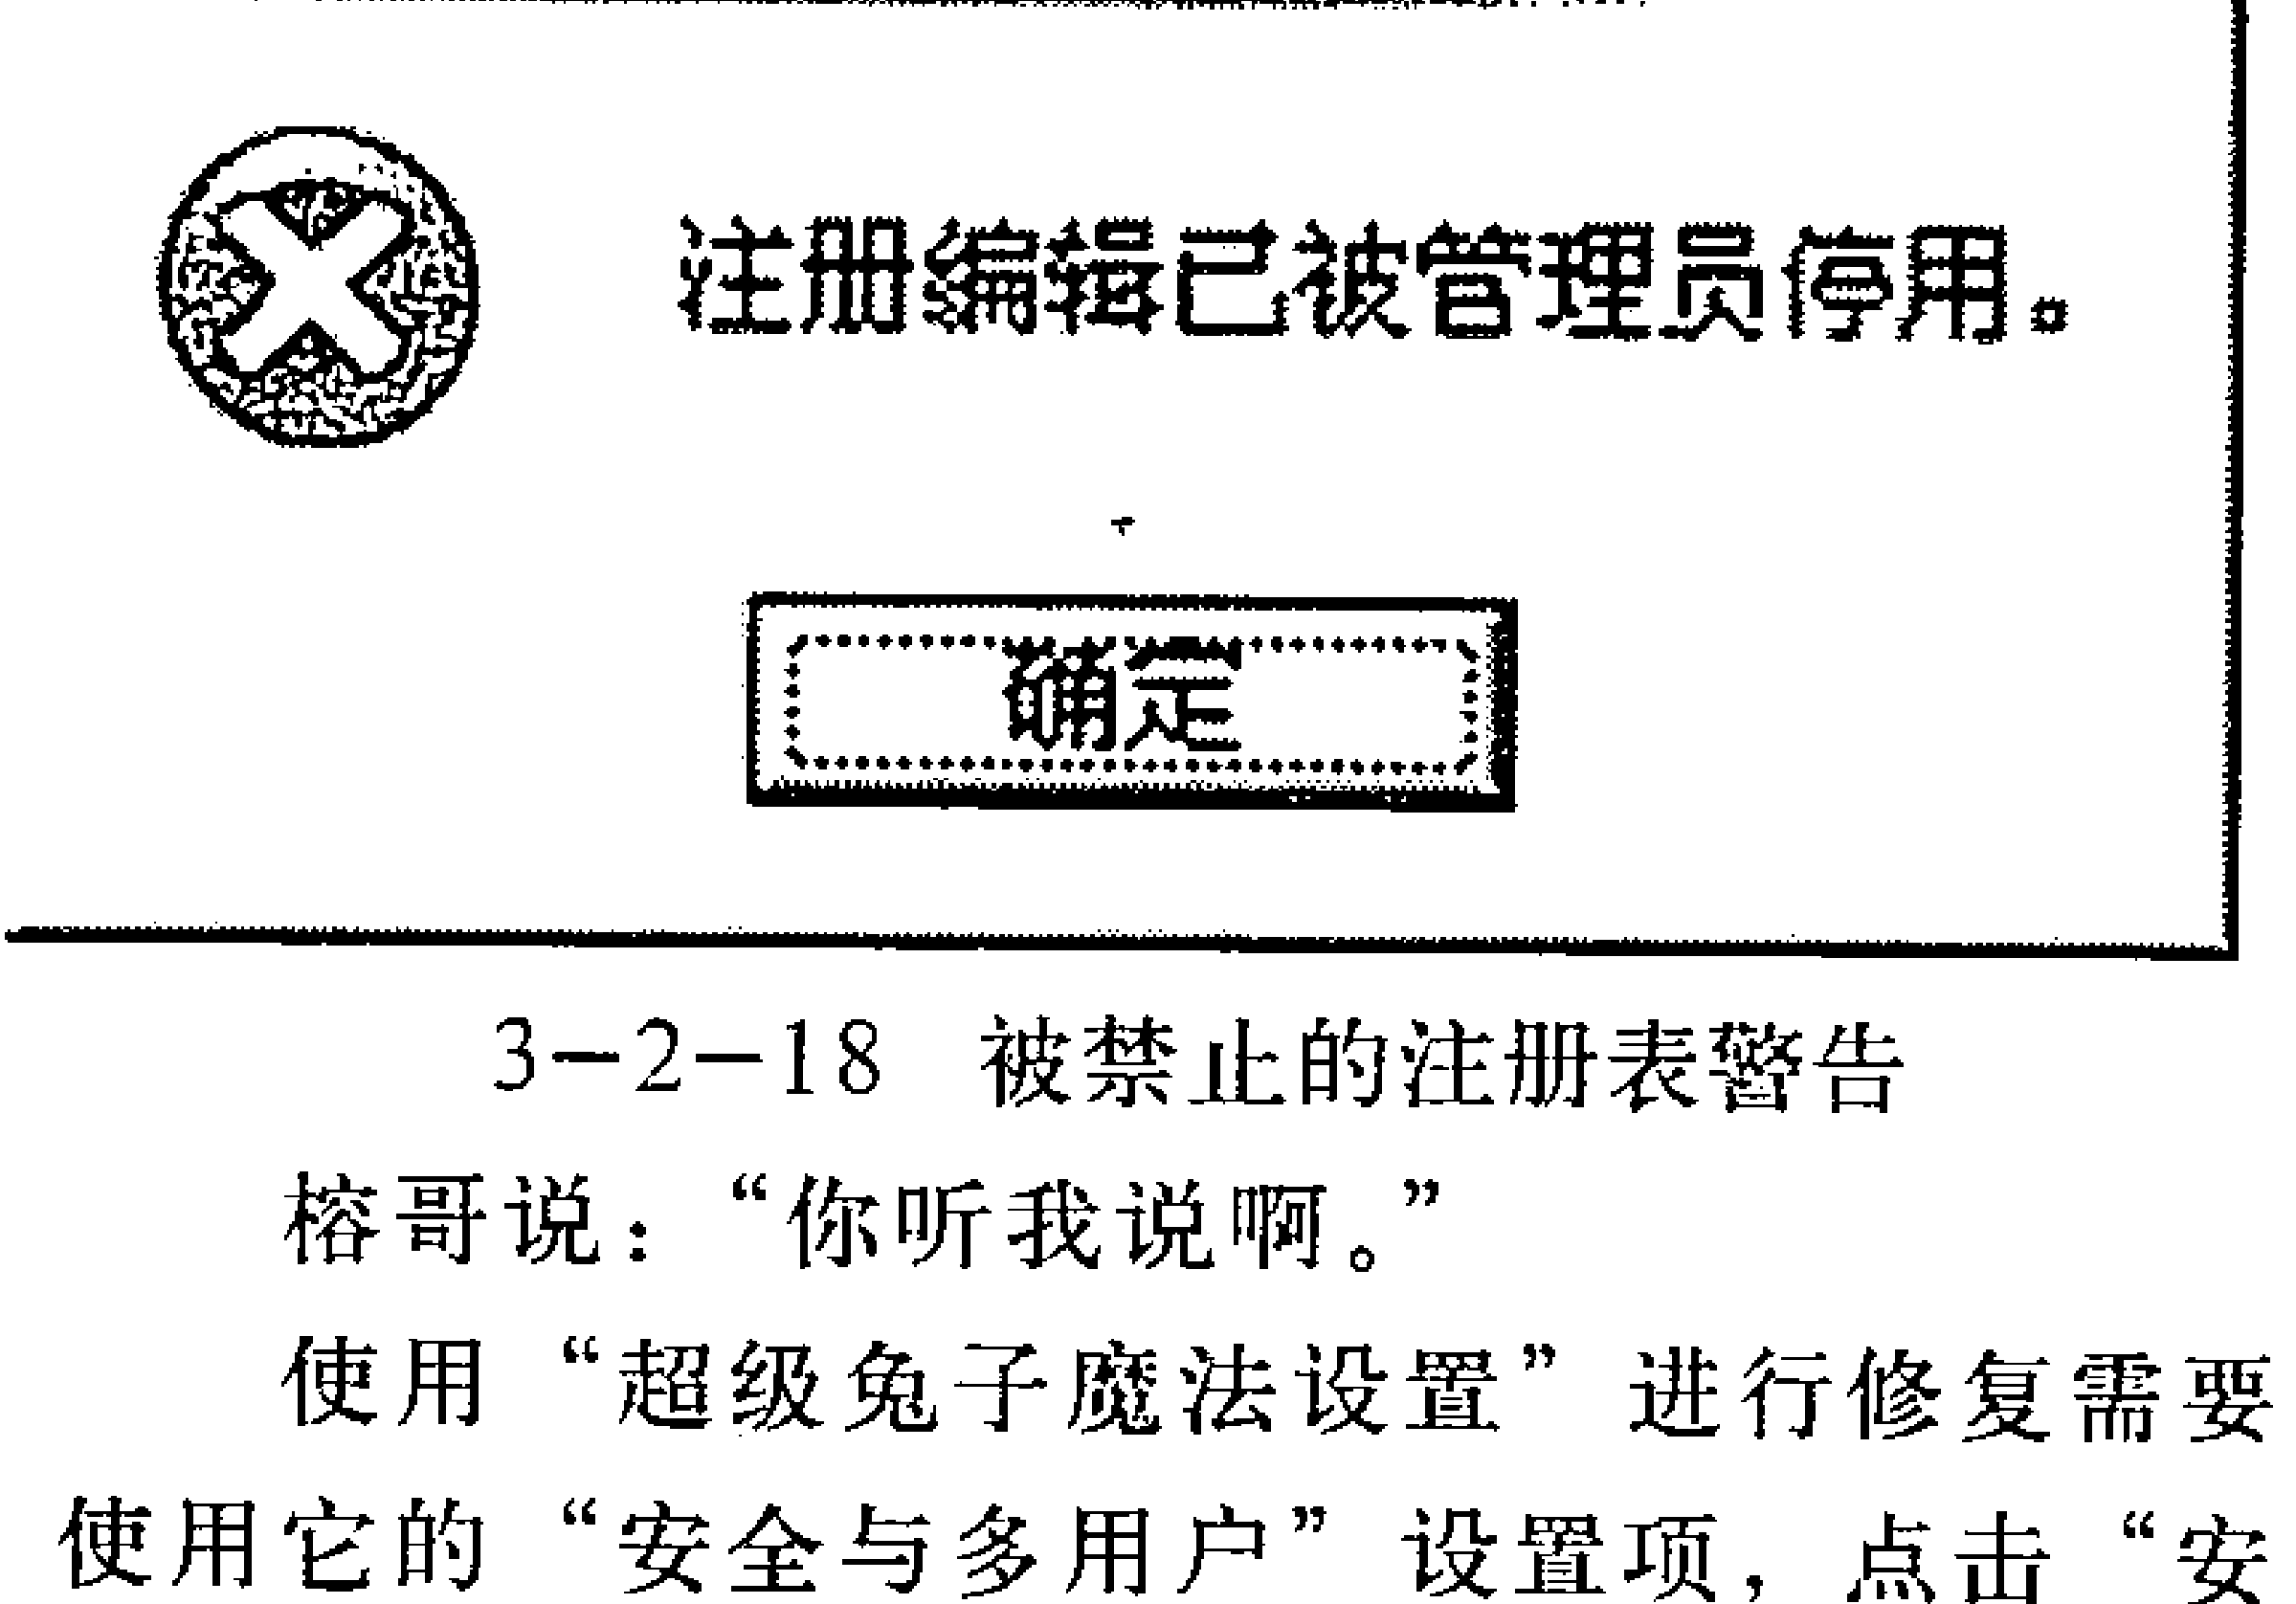 注册编辑已被管理员停用。
确定
3-2-18 被禁止的注册表警告
榕哥说：“你听我说啊。”
使用“超级兔子魔法设置”进行修复需要
使用它的“安全与多用户”设置项，点击“安